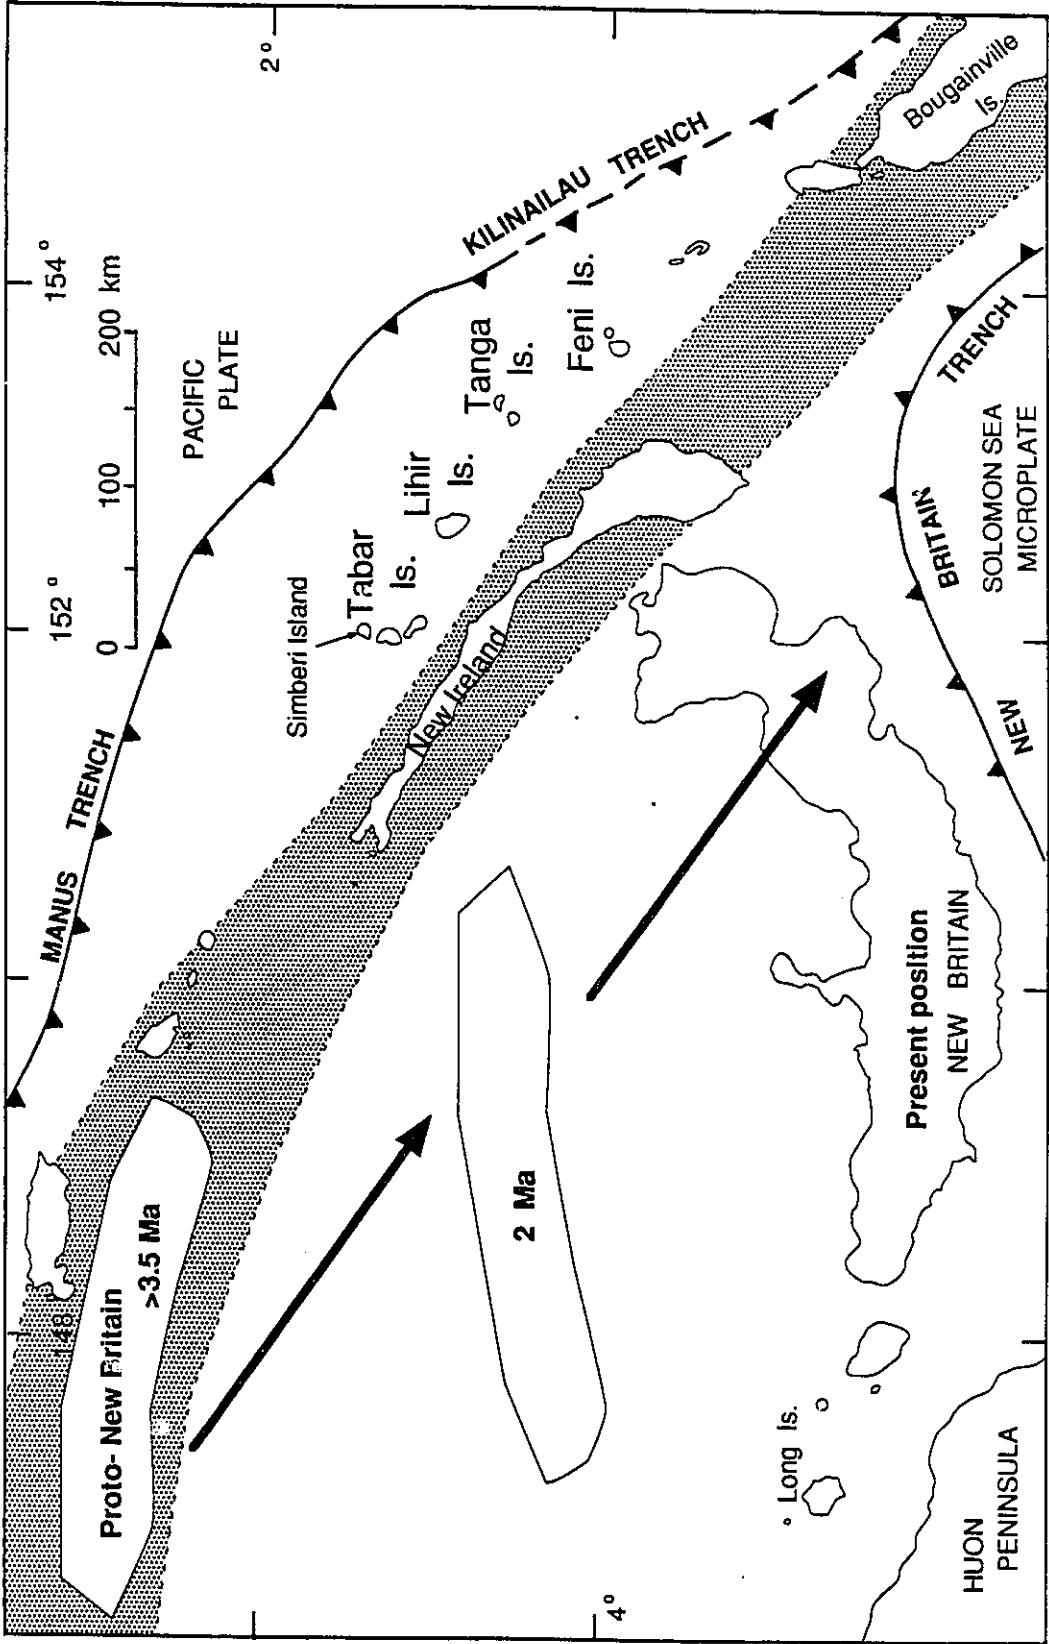 148
152°
154°
2°
4°
0 100 200 km
MANUS TRENCH
PACIFIC
PLATE
KILINAILAU TRENCH
Simberi Island
Tabar
Is.
Lihir
Is.
Tanga
Is.
Feni Is.
New Ireland
Bougainville
Is.
Proto-New Britain
>3.5 Ma
2 Ma
Present position
NEW BRITAIN
Long Is.
HUON
PENINSULA
NEW BRITAIN TRENCH
SOLOMON SEA
MICROPLATE